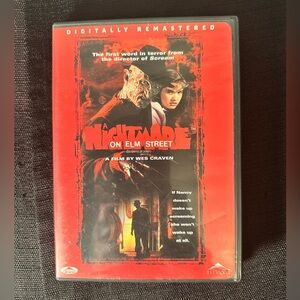 DIGITALLY REMASTERED
The first word in terror from
the director of Scream
A NIGHTMARE
ON ELM STREET
A FILM BY WES CRAVEN
If Nancy
doesn't
wake up
screaming
she won't
wake up
at all.